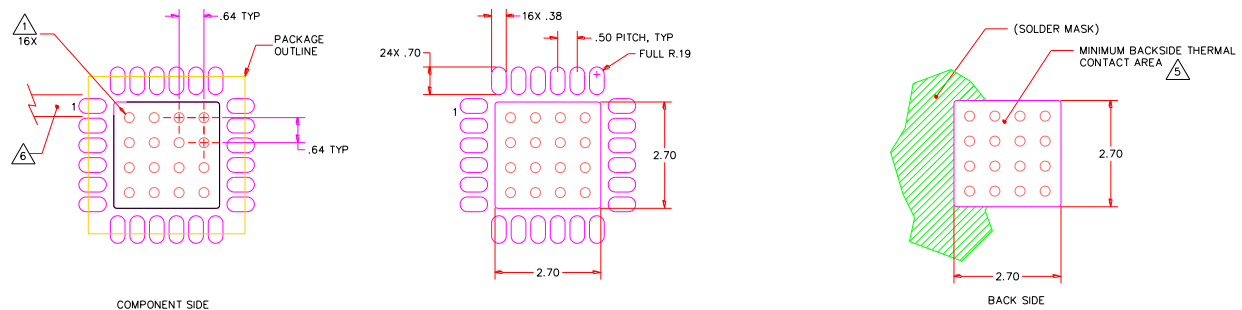 1
16X
.64 TYP
PACKAGE
OUTLINE
1
6
.64 TYP
COMPONENT SIDE
16X .38
.50 PITCH, TYP
24X .70
FULL R.19
1
2.70
2.70
(SOLDER MASK)
MINIMUM BACKSIDE THERMAL
CONTACT AREA
5
2.70
2.70
BACK SIDE